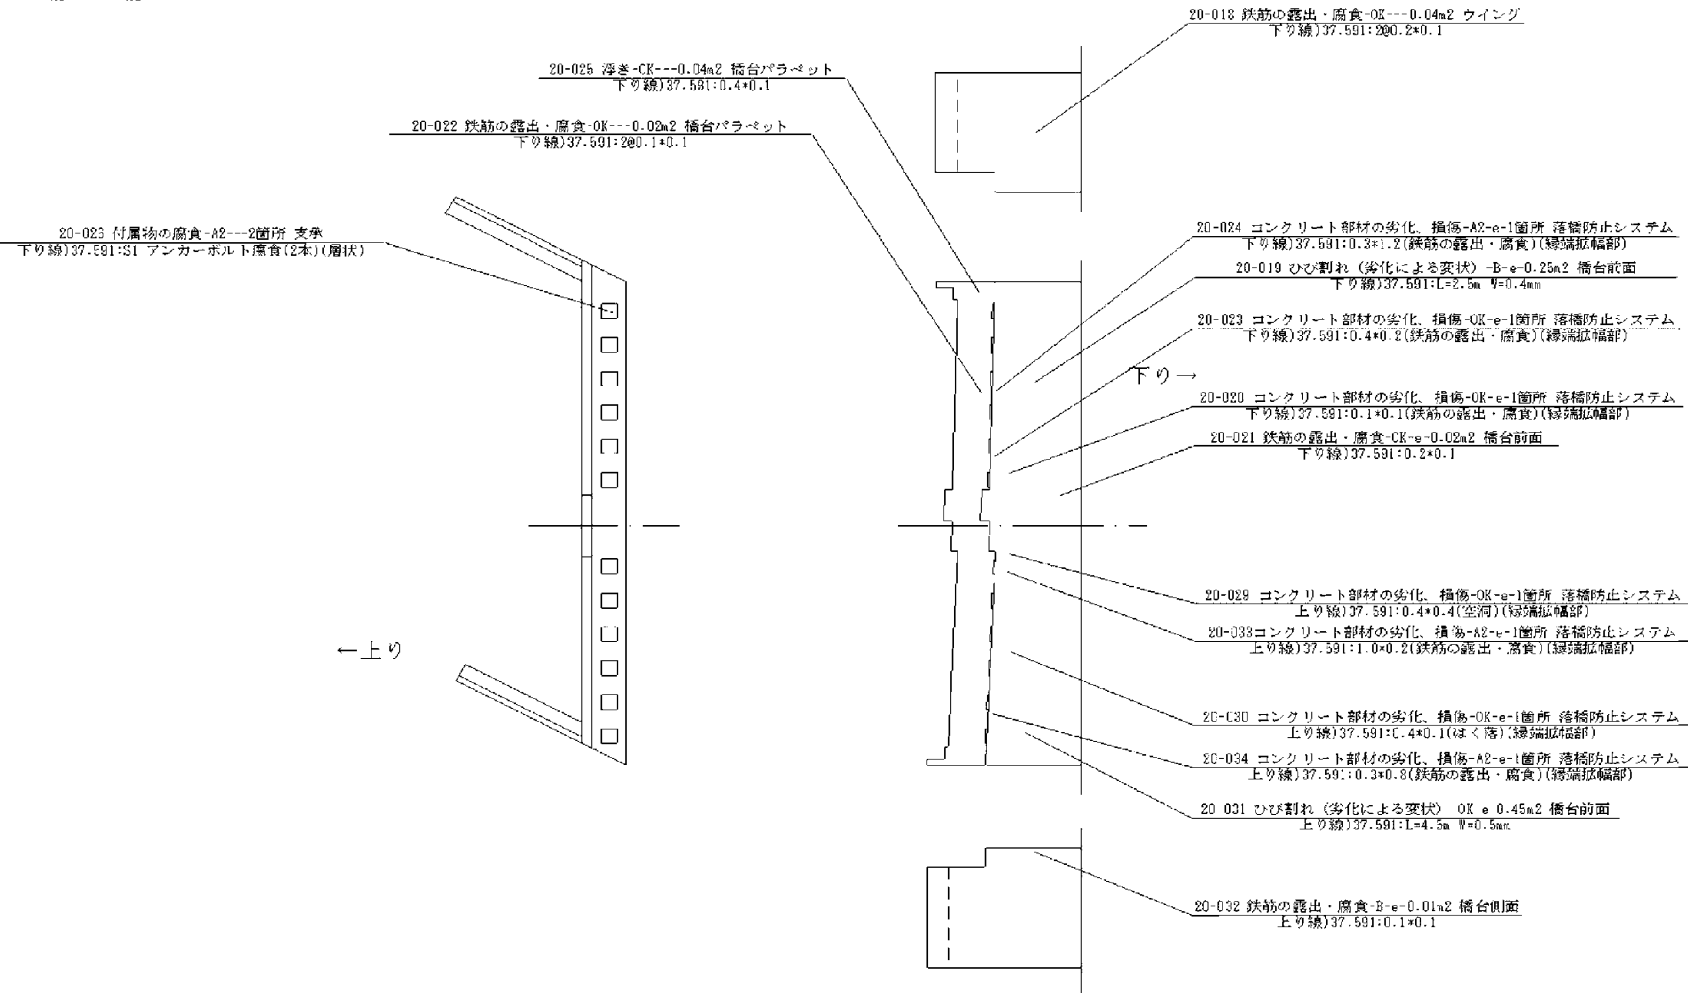 20-018 鉄筋の露出・腐食-OK---0.04m2 ウイング
下り線)37.591:2@0.2*0.1
20-025 浮き-OK---0.04m2 橋台パラペット
下り線)37.591:0.4*0.1
20-022 鉄筋の露出・腐食-OK---0.02m2 橋台パラペット
下り線)37.591:2@0.1*0.1
20-026 付属物の腐食-A2---2箇所 支承
下り線)37.591:S1 アンカーボルト腐食(2本)(層状)
20-024 コンクリート部材の劣化、損傷-A2-e-1箇所 落橋防止システム
下り線)37.591:0.3*1.2(鉄筋の露出・腐食)(縁端拡幅部)
20-019 ひび割れ（劣化による変状）-B-e-0.25m2 橋台前面
下り線)37.591:L=2.5m W=0.4mm
20-023 コンクリート部材の劣化、損傷-OK-e-1箇所 落橋防止システム
下り線)37.591:0.4*0.2(鉄筋の露出・腐食)(縁端拡幅部)
下り→
20-020 コンクリート部材の劣化、損傷-OK-e-1箇所 落橋防止システム
下り線)37.591:0.1*0.1(鉄筋の露出・腐食)(縁端拡幅部)
20-021 鉄筋の露出・腐食-OK-e-0.02m2 橋台前面
下り線)37.591:0.2*0.1
20-029 コンクリート部材の劣化、損傷-OK-e-1箇所 落橋防止システム
上り線)37.591:0.4*0.4(空洞)(縁端拡幅部)
20-033コンクリート部材の劣化、損傷-A2-e-1箇所 落橋防止システム
上り線)37.591:1.0*0.2(鉄筋の露出・腐食)(縁端拡幅部)
←上り
20-030 コンクリート部材の劣化、損傷-OK-e-1箇所 落橋防止システム
上り線)37.591:0.4*0.1(はく落)(縁端拡幅部)
20-034 コンクリート部材の劣化、損傷-A2-e-1箇所 落橋防止システム
上り線)37.591:0.3*0.8(鉄筋の露出・腐食)(縁端拡幅部)
20-031 ひび割れ（劣化による変状）-OK-e-0.45m2 橋台前面
上り線)37.591:L=4.5m W=0.5mm
20-032 鉄筋の露出・腐食-B-e-0.01m2 橋台側面
上り線)37.591:0.1*0.1